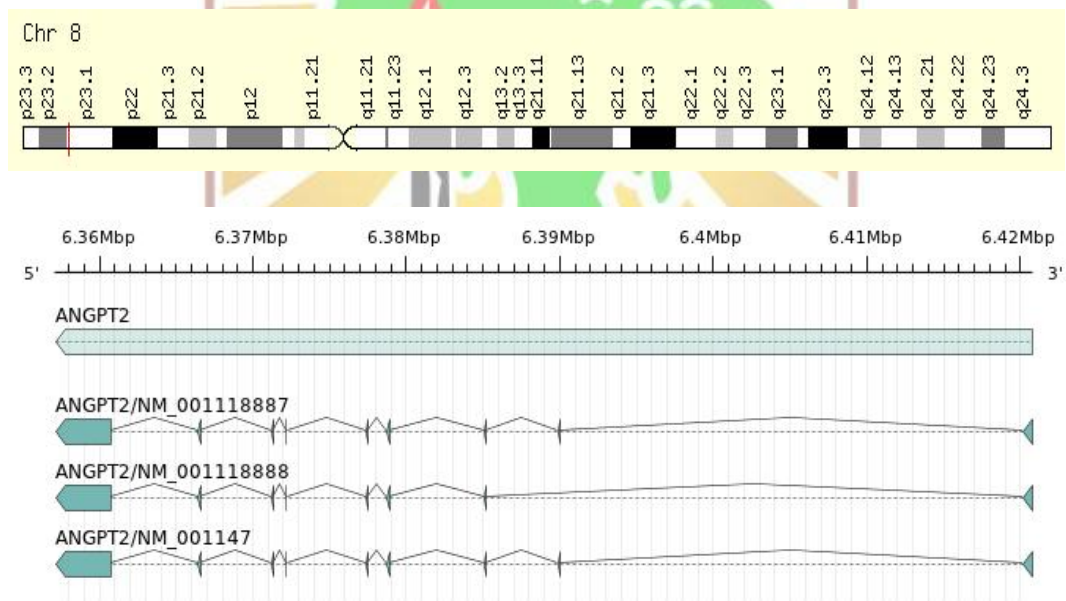 Chr 8
p23.3 p23.2 p23.1 p22 p21.3 p21.2 p12 p11.21 q11.21 q11.23 q12.1 q12.3 q13.2 q13.3 q21.11 q21.13 q21.2 q21.3 q22.1 q22.2 q22.3 q23.1 q23.3 q24.12 q24.13 q24.21 q24.22 q24.23 q24.3
6.36Mbp 6.37Mbp 6.38Mbp 6.39Mbp 6.4Mbp 6.41Mbp 6.42Mbp
5' 3'
ANGPT2
ANGPT2/NM_001118887
ANGPT2/NM_001118888
ANGPT2/NM_001147